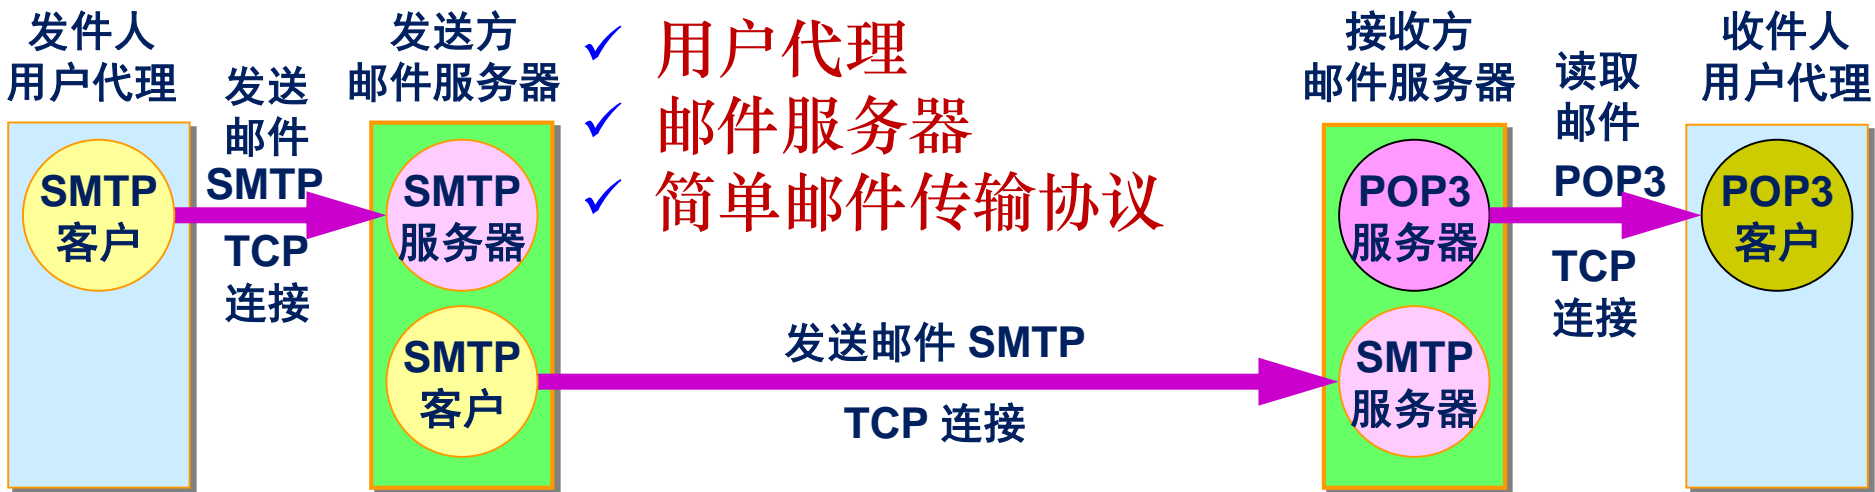 发件人
用户代理
SMTP
客户
发送
邮件
SMTP
TCP
连接
发送方
邮件服务器
SMTP
服务器
SMTP
客户
✓ 用户代理
✓ 邮件服务器
✓ 简单邮件传输协议
发送邮件 SMTP
TCP 连接
接收方
邮件服务器
POP3
服务器
SMTP
服务器
读取
邮件
POP3
TCP
连接
收件人
用户代理
POP3
客户